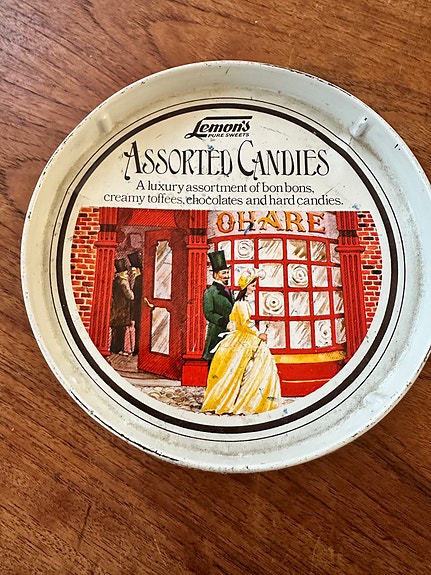 Lemon's
PURE SWEETS
ASSORTED CANDIES
A luxury assortment of bon bons,
creamy toffees, chocolates and hard candies.
OHARE